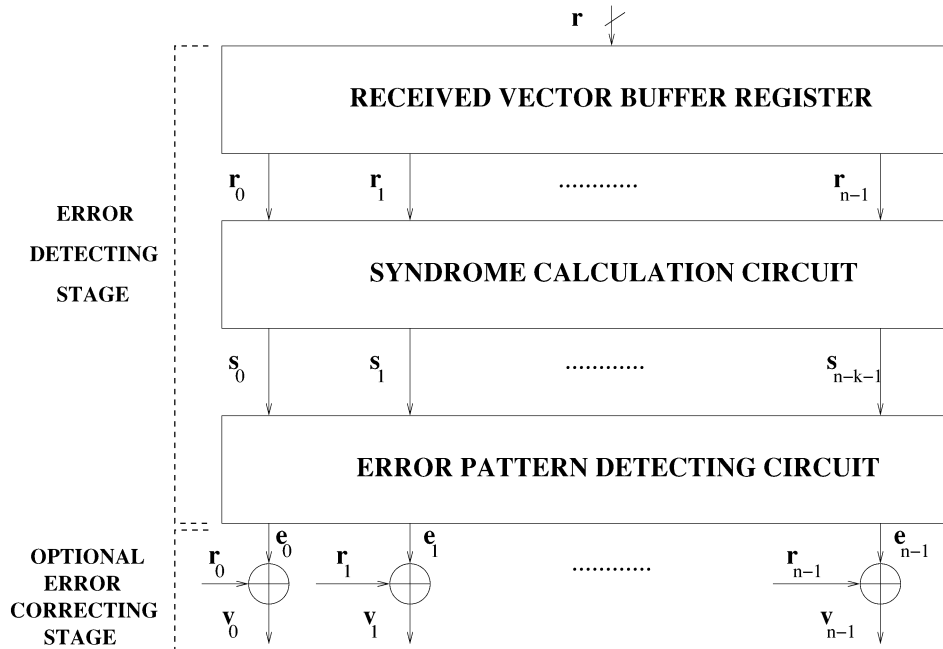 r
RECEIVED VECTOR BUFFER REGISTER
r0 r1 ............ rn−1
ERROR
DETECTING
STAGE
SYNDROME CALCULATION CIRCUIT
s0 s1 ............ sn−k−1
ERROR PATTERN DETECTING CIRCUIT
e0 e1 en−1
OPTIONAL
ERROR
CORRECTING
STAGE
r0 r1 ............ rn−1
v0 v1 vn−1